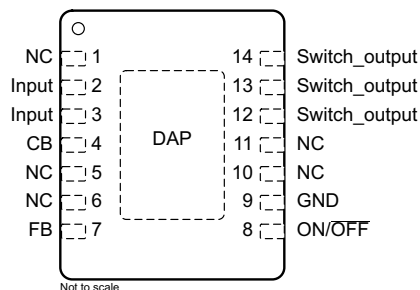 NC 1 14 Switch_output
Input 2 13 Switch_output
Input 3 12 Switch_output
CB 4 DAP 11 NC
NC 5 10 NC
NC 6 9 GND
FB 7 8 ON/OFF
Not to scale